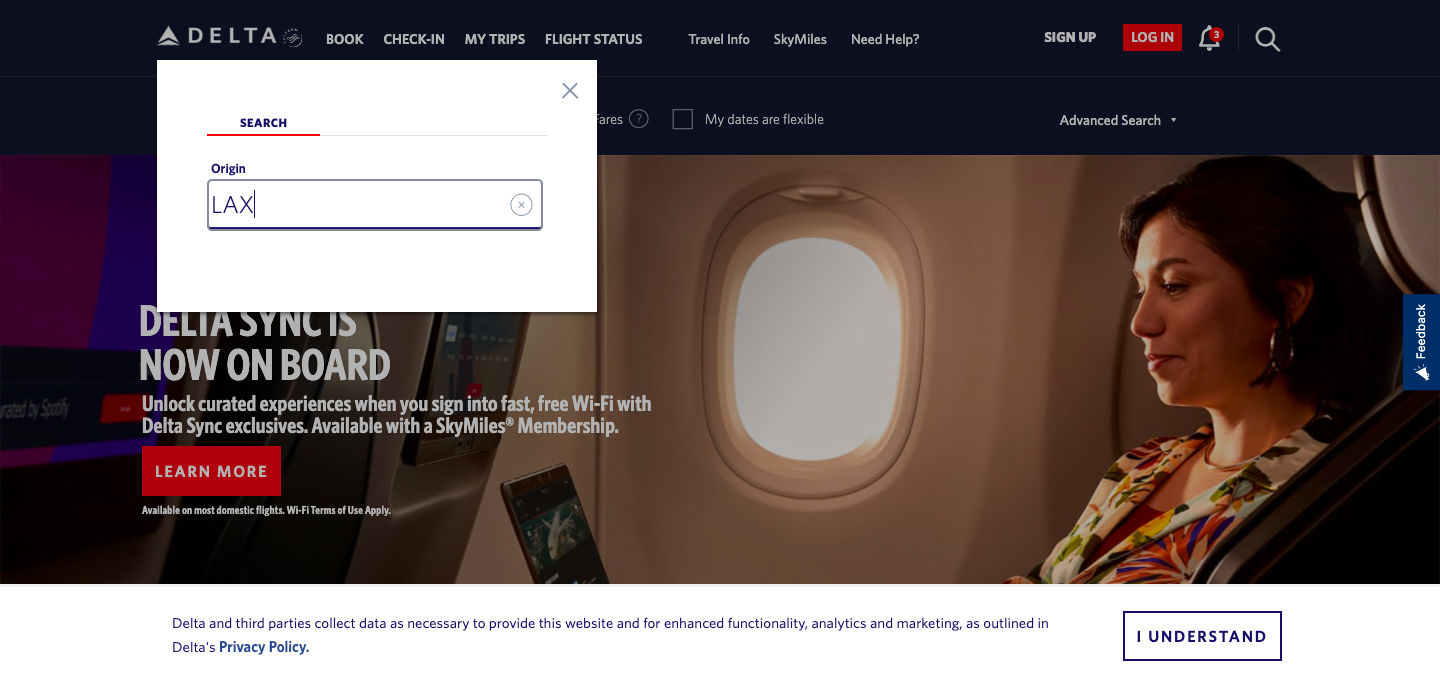 DELTA
BOOK CHECK-IN MY TRIPS FLIGHT STATUS Travel Info SkyMiles Need Help? SIGN UP LOG IN 3
SEARCH
Fares ? My dates are flexible Advanced Search
Origin
LAX
DELTA SYNC IS
NOW ON BOARD
Unlock curated experiences when you sign into fast, free Wi-Fi with
Delta Sync exclusives. Available with a SkyMiles® Membership.
LEARN MORE
Available on most domestic flights. Wi-Fi Terms of Use Apply.
by Spotify
Feedback
Delta and third parties collect data as necessary to provide this website and for enhanced functionality, analytics and marketing, as outlined in
Delta's Privacy Policy.
I UNDERSTAND